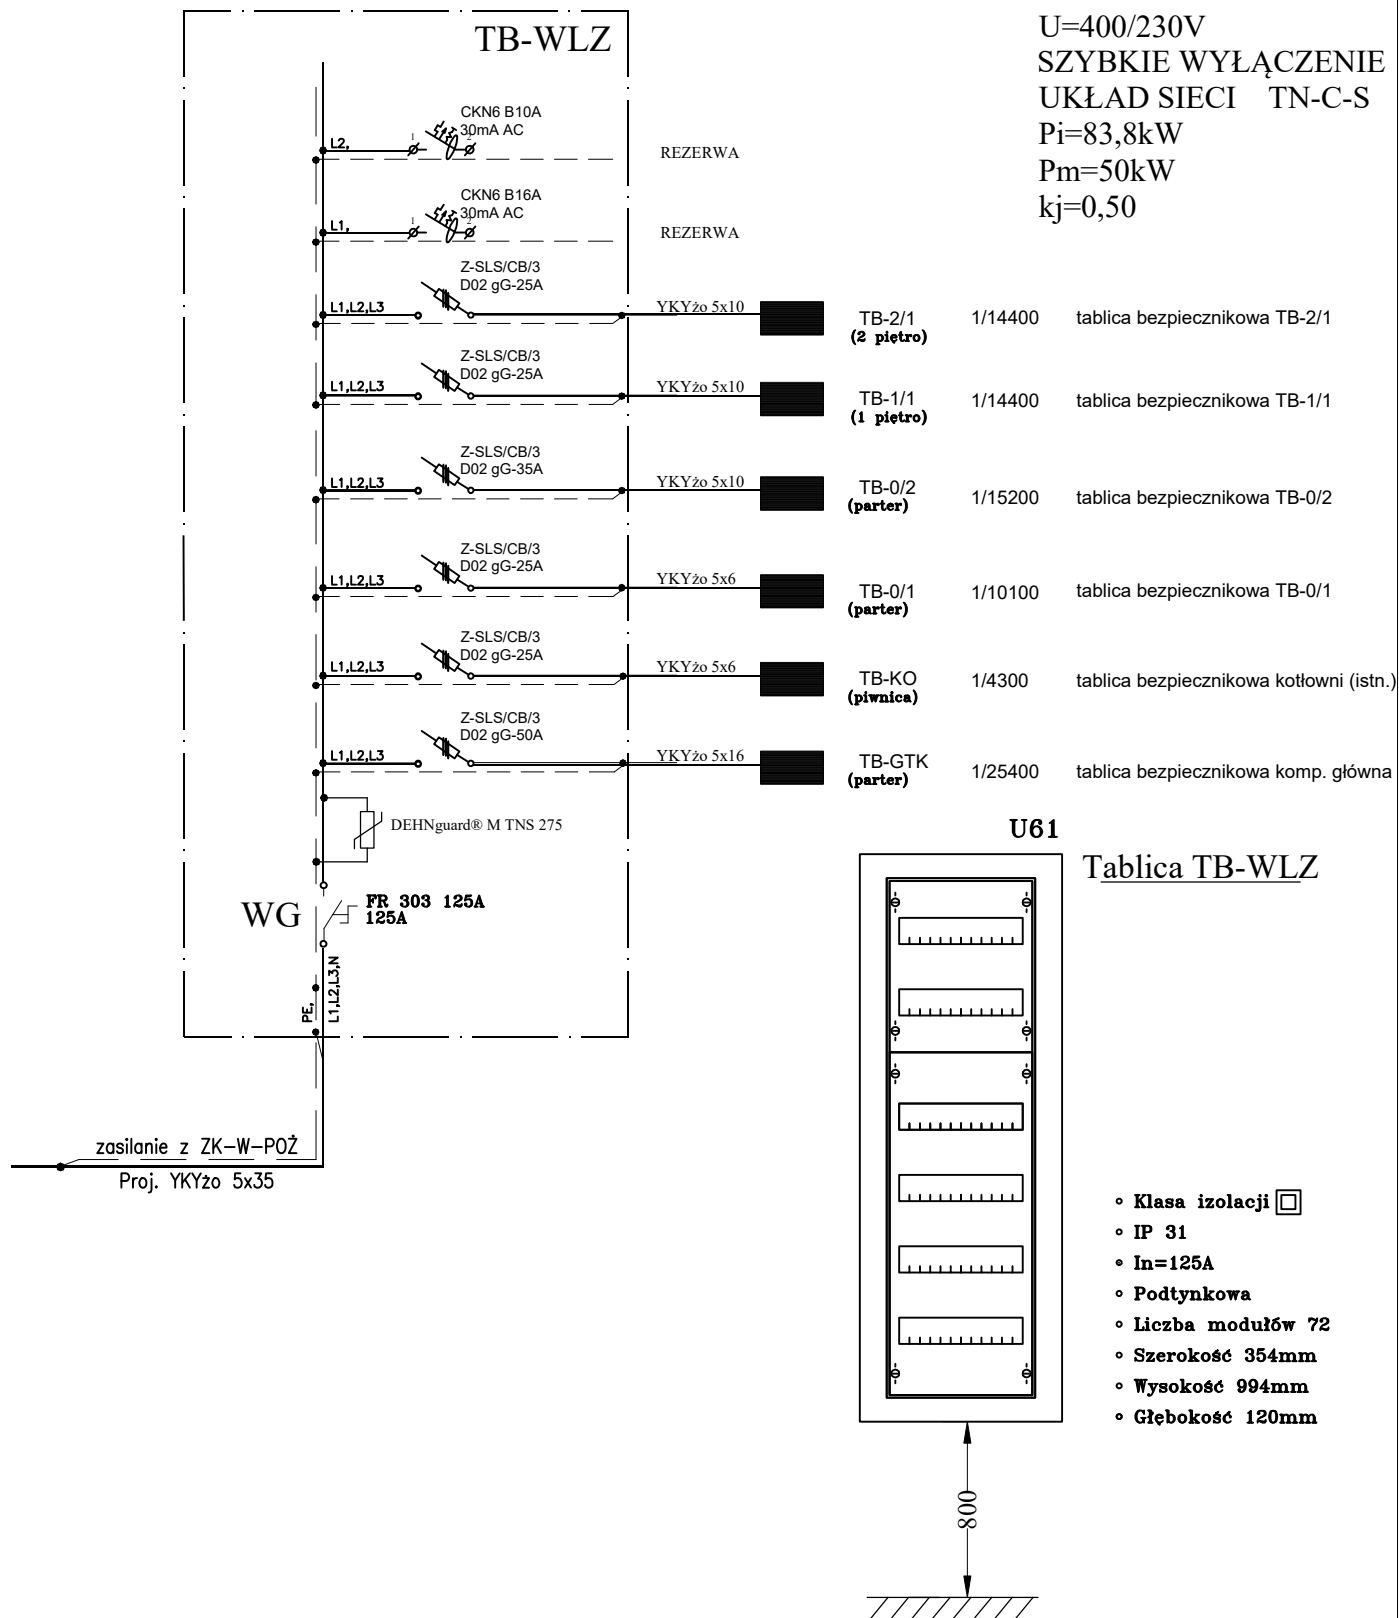 TB-WLZ
U=400/230V
SZYBKIE WYŁĄCZENIE
UKŁAD SIECI TN-C-S
Pi=83,8kW
Pm=50kW
kj=0,50
CKN6 B10A
30mA AC
L2,
1
2
REZERWA
CKN6 B16A
30mA AC
L1,
1
2
REZERWA
Z-SLS/CB/3
D02 gG-25A
L1,L2,L3
YKYżo 5x10
TB-2/1
(2 piętro)
1/14400
tablica bezpiecznikowa TB-2/1
Z-SLS/CB/3
D02 gG-25A
L1,L2,L3
YKYżo 5x10
TB-1/1
(1 piętro)
1/14400
tablica bezpiecznikowa TB-1/1
Z-SLS/CB/3
D02 gG-35A
L1,L2,L3
YKYżo 5x10
TB-0/2
(parter)
1/15200
tablica bezpiecznikowa TB-0/2
Z-SLS/CB/3
D02 gG-25A
L1,L2,L3
YKYżo 5x6
TB-0/1
(parter)
1/10100
tablica bezpiecznikowa TB-0/1
Z-SLS/CB/3
D02 gG-25A
L1,L2,L3
YKYżo 5x6
TB-KO
(piwnica)
1/4300
tablica bezpiecznikowa kotłowni (istn.)
Z-SLS/CB/3
D02 gG-50A
L1,L2,L3
YKYżo 5x16
TB-GTK
(parter)
1/25400
tablica bezpiecznikowa komp. główna
DEHNguard® M TNS 275
WG
FR 303 125A
125A
PE,
L1,L2,L3,N
zasilanie z ZK-W-POŻ
Proj. YKYżo 5x35
U61
Tablica TB-WLZ
Klasa izolacji
IP 31
In=125A
Podtynkowa
Liczba modułów 72
Szerokość 354mm
Wysokość 994mm
Głębokość 120mm
800